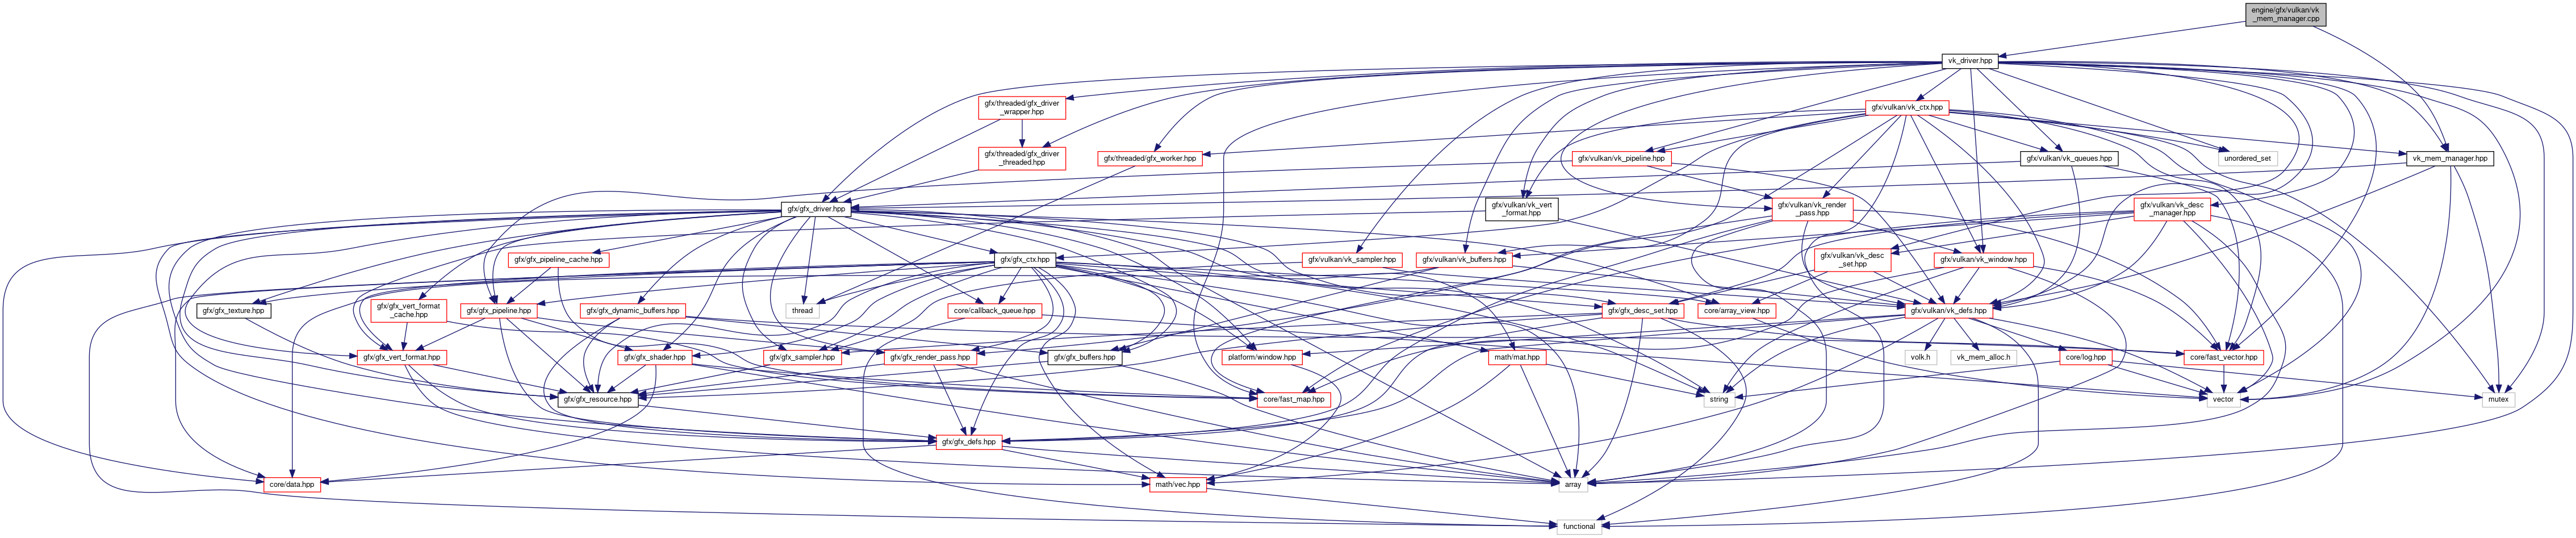 engine/gfx/vulkan/vk
_mem_manager.cpp
vk_driver.hpp
gfx/threaded/gfx_driver
_wrapper.hpp
gfx/vulkan/vk_ctx.hpp
gfx/threaded/gfx_driver
_threaded.hpp
gfx/threaded/gfx_worker.hpp
gfx/vulkan/vk_pipeline.hpp
gfx/vulkan/vk_queues.hpp
unordered_set
vk_mem_manager.hpp
gfx/gfx_driver.hpp
gfx/vulkan/vk_vert
_format.hpp
gfx/vulkan/vk_render
_pass.hpp
gfx/vulkan/vk_desc
_manager.hpp
gfx/gfx_pipeline_cache.hpp
gfx/gfx_ctx.hpp
gfx/vulkan/vk_sampler.hpp
gfx/vulkan/vk_buffers.hpp
gfx/vulkan/vk_desc
_set.hpp
gfx/vulkan/vk_window.hpp
gfx/gfx_texture.hpp
gfx/gfx_vert_format
_cache.hpp
gfx/gfx_pipeline.hpp
gfx/gfx_dynamic_buffers.hpp
thread
core/callback_queue.hpp
gfx/gfx_desc_set.hpp
core/array_view.hpp
gfx/vulkan/vk_defs.hpp
gfx/gfx_vert_format.hpp
gfx/gfx_shader.hpp
gfx/gfx_sampler.hpp
gfx/gfx_render_pass.hpp
gfx/gfx_buffers.hpp
platform/window.hpp
math/mat.hpp
volk.h
vk_mem_alloc.h
core/log.hpp
core/fast_vector.hpp
gfx/gfx_resource.hpp
core/fast_map.hpp
string
vector
mutex
gfx/gfx_defs.hpp
core/data.hpp
math/vec.hpp
array
functional